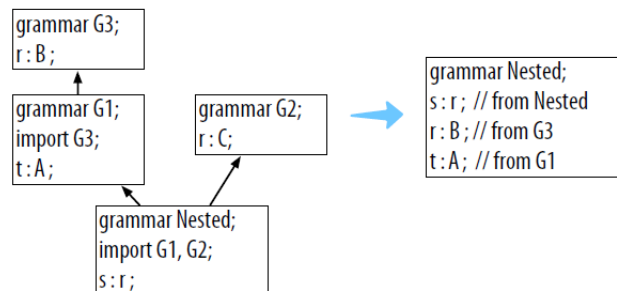 grammar G3;
r : B ;
grammar G1;
import G3;
t : A ;
grammar G2;
r : C;
grammar Nested;
import G1, G2;
s : r ;
grammar Nested;
s : r ; // from Nested
r : B ; // from G3
t : A ; // from G1